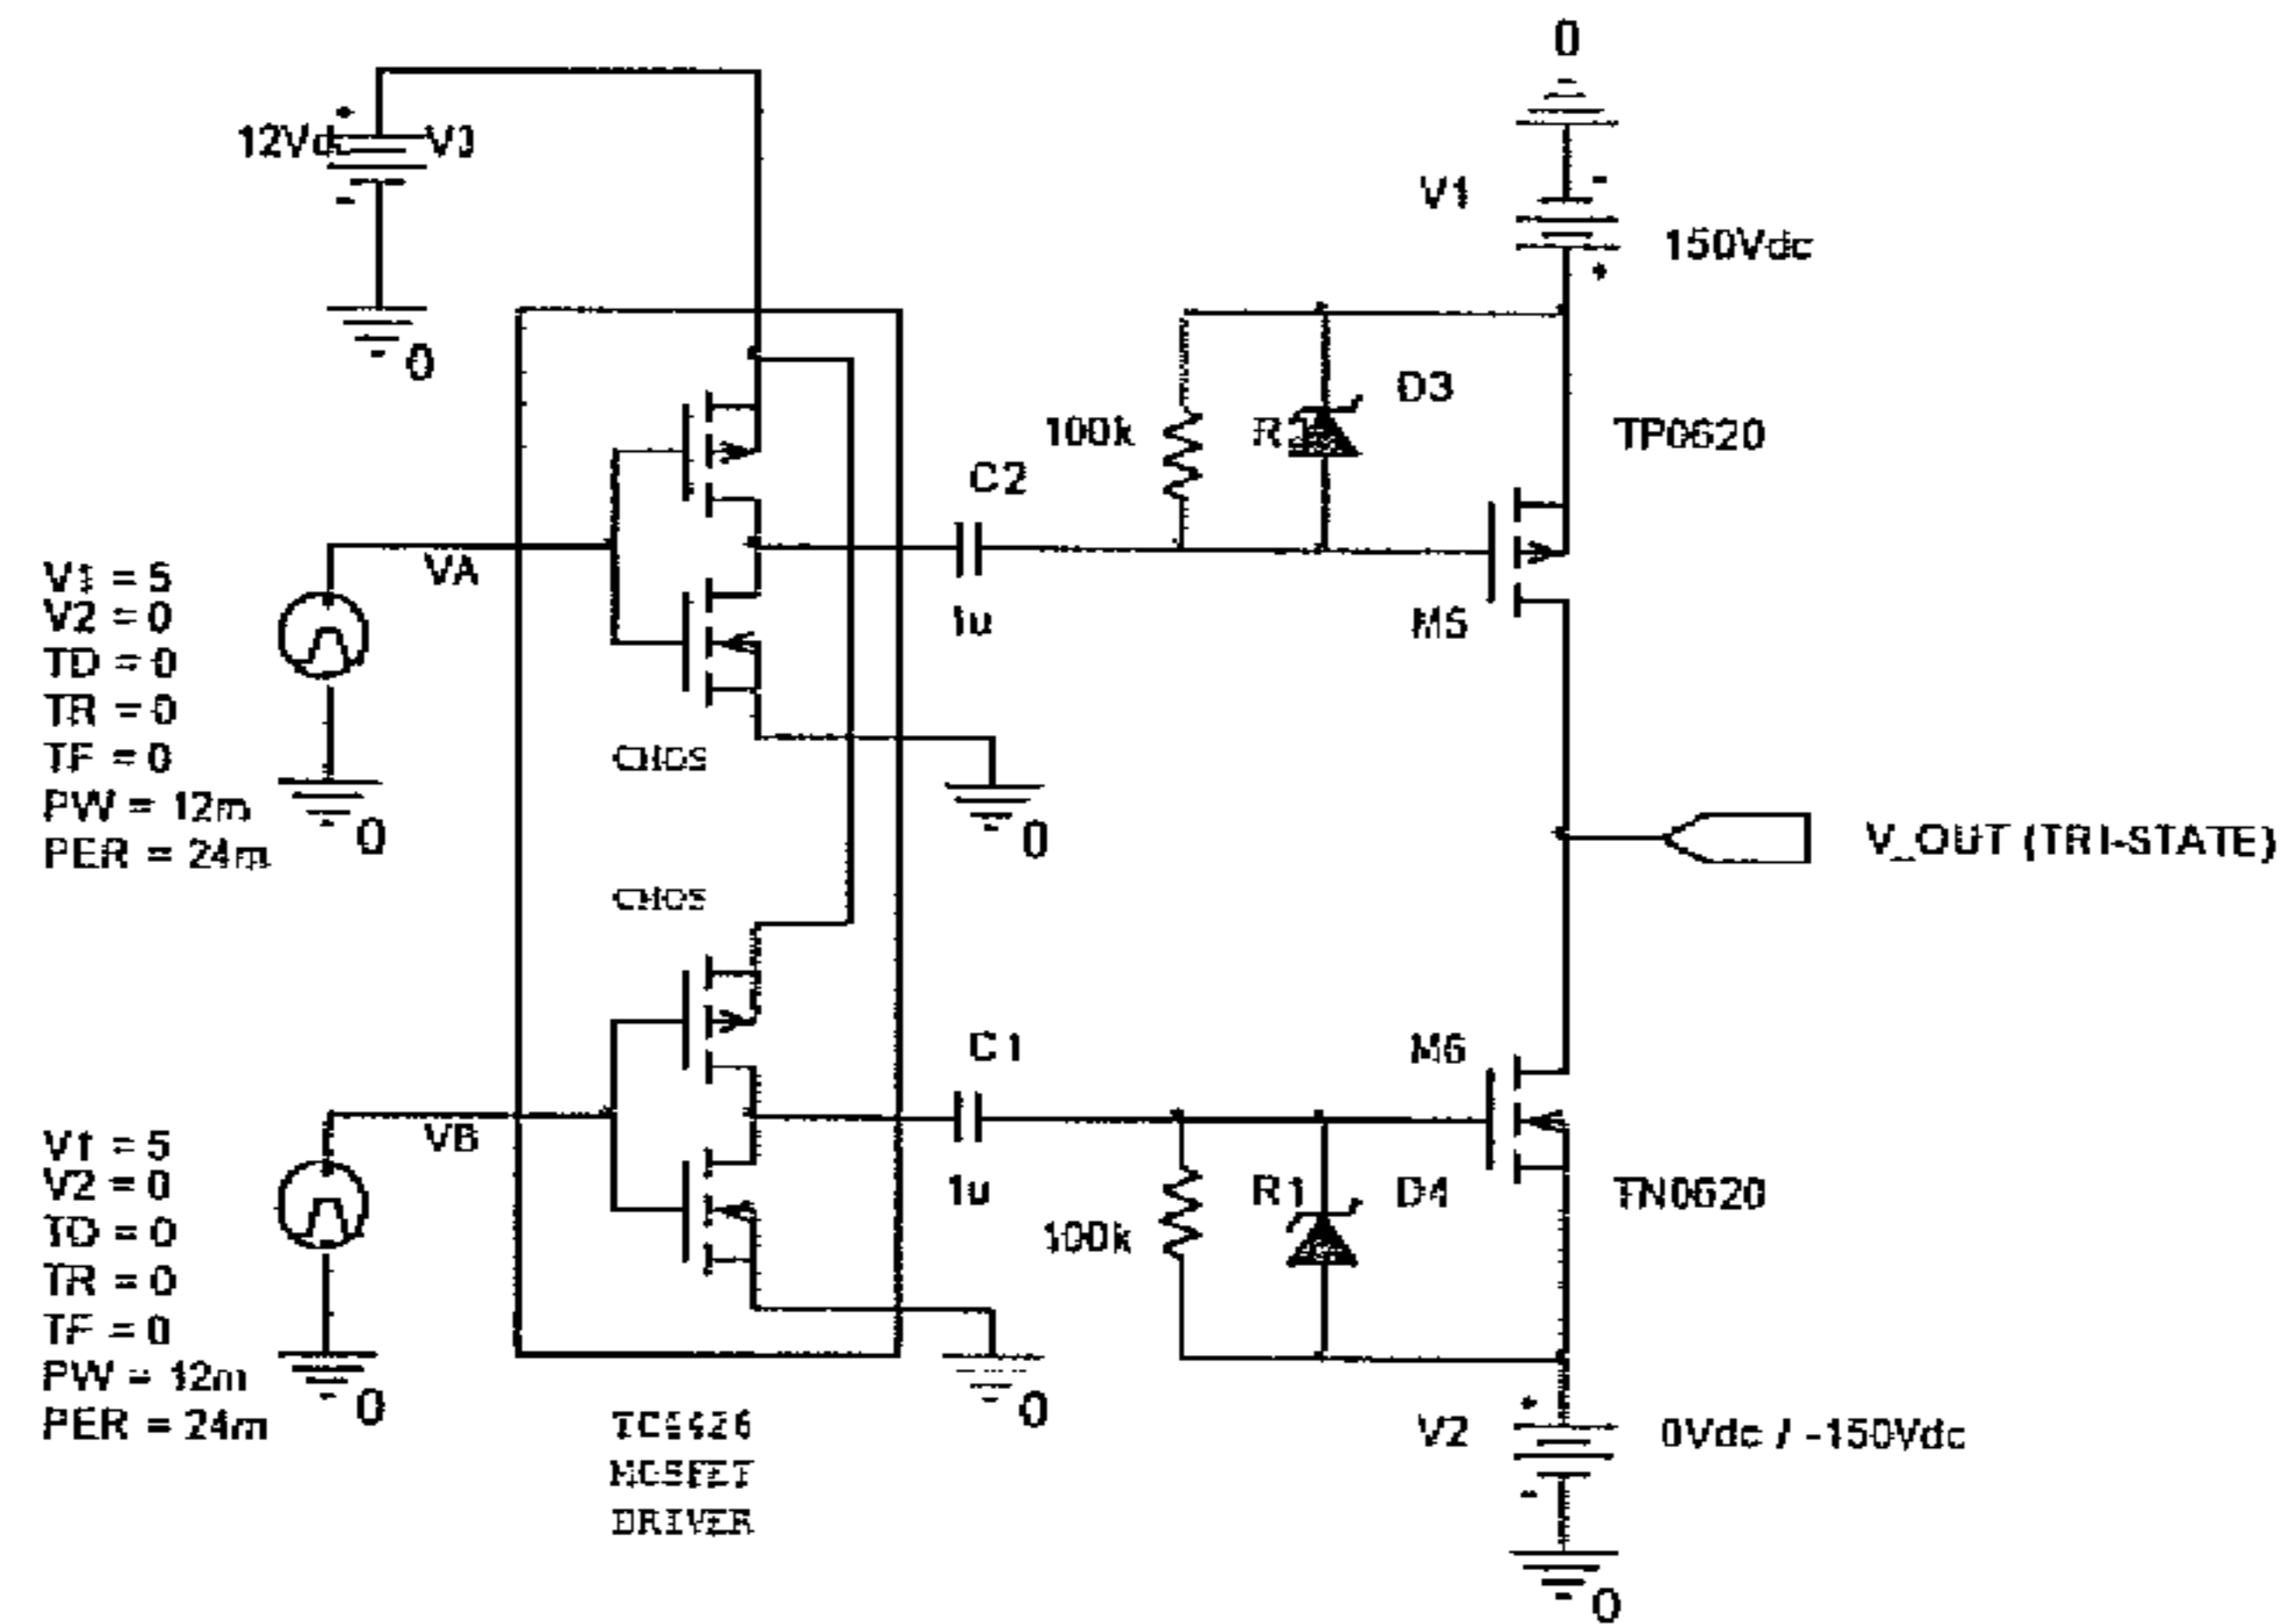 0
12Vdc
V3
V1
150Vdc
0
D3
100k
R2
TP0620
C2
V1 = 5
V2 = 0
TD = 0
TR = 0
TF = 0
PW = 12m
PER = 24m
VA
1u
M5
CMOS
0
0
V_OUT (TRI-STATE)
CMOS
C1
M6
V1 = 5
V2 = 0
TD = 0
TR = 0
TF = 0
PW = 12m
PER = 24m
VB
1u
R1
D4
TN0620
100k
0
0
TC4426
MOSFET
DRIVER
V2
0Vdc / -150Vdc
0